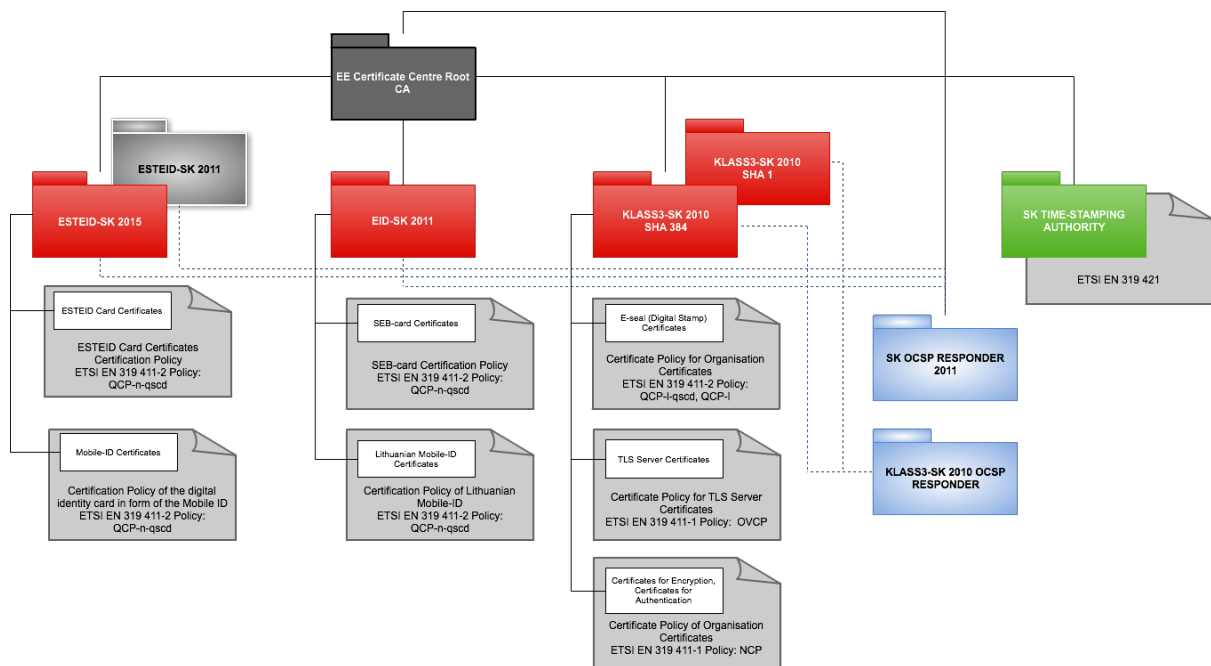 EE Certificate Centre Root
CA
ESTEID-SK 2011
ESTEID-SK 2015
EID-SK 2011
KLASS3-SK 2010
SHA 1
KLASS3-SK 2010
SHA 384
SK TIME-STAMPING
AUTHORITY
ETSI EN 319 421
ESTEID Card Certificates
ESTEID Card Certificates
Certification Policy
ETSI EN 319 411-2 Policy:
QCP-n-qscd
Mobile-ID Certificates
Certification Policy of the digital
identity card in form of the Mobile ID
ETSI EN 319 411-2 Policy:
QCP-n-qscd
SEB-card Certificates
SEB-card Certification Policy
ETSI EN 319 411-2 Policy:
QCP-n-qscd
Lithuanian Mobile-ID
Certificates
Certification Policy of Lithuanian
Mobile-ID
ETSI EN 319 411-2 Policy:
QCP-n-qscd
E-seal (Digital Stamp)
Certificates
Certificate Policy for Organisation
Certificates
ETSI EN 319 411-2 Policy:
QCP-l-qscd, QCP-l
TLS Server Certificates
Certificate Policy for TLS Server
Certificates
ETSI EN 319 411-1 Policy: OVCP
Certificates for Encryption,
Certificates for
Authentication
Certificate Policy of Organisation
Certificates
ETSI EN 319 411-1 Policy: NCP
SK OCSP RESPONDER
2011
KLASS3-SK 2010 OCSP
RESPONDER